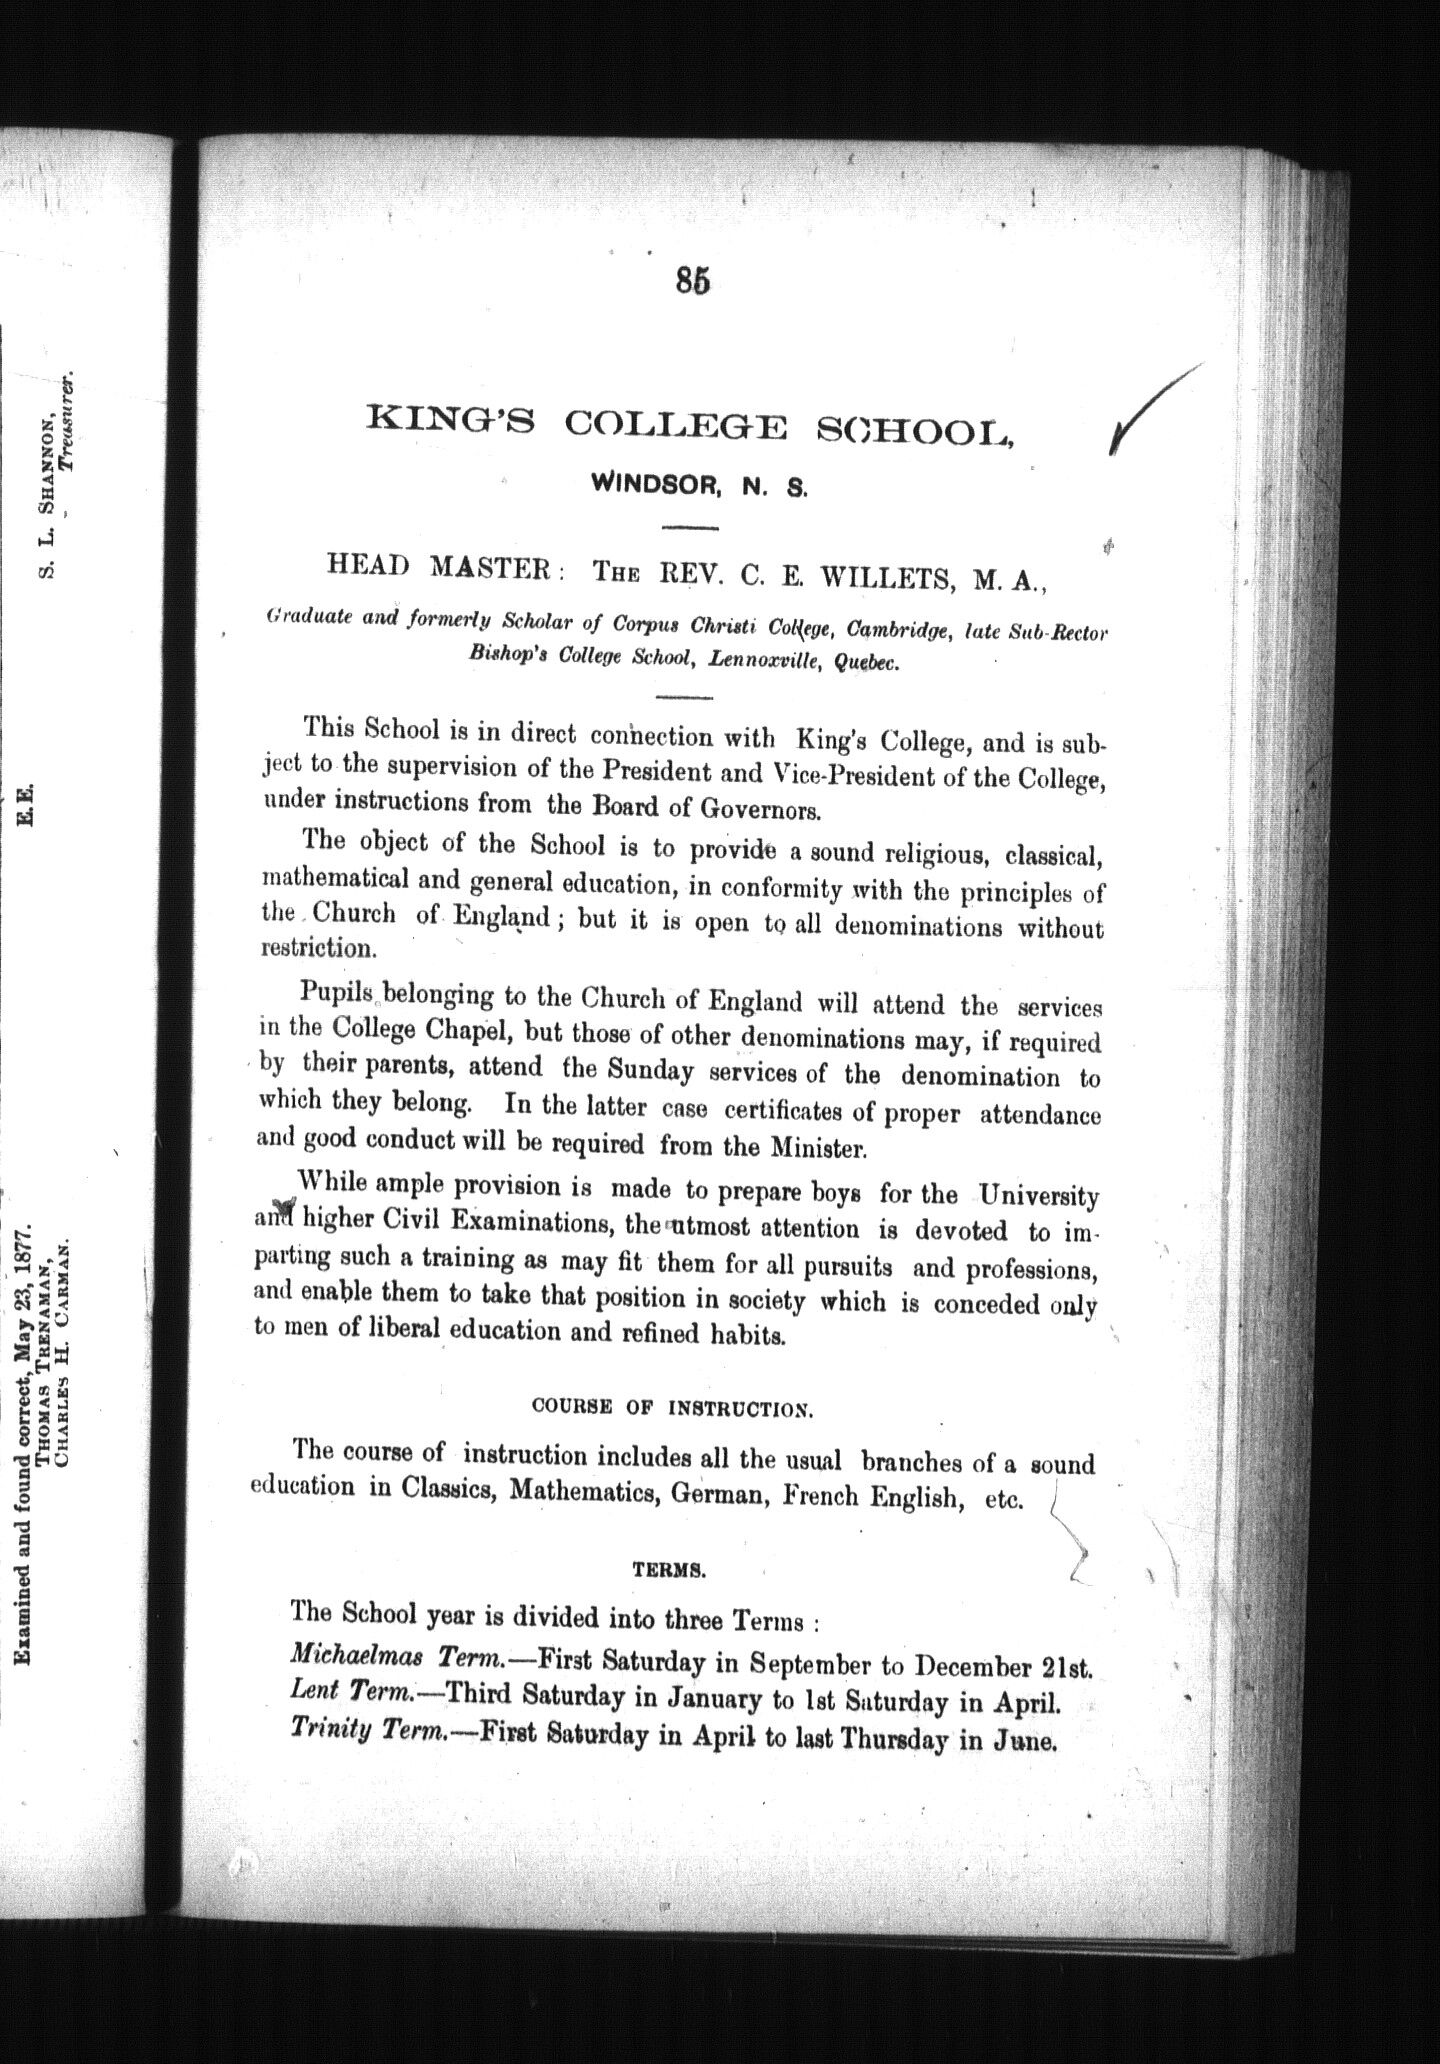 S. L. SHANNON,
Treasurer.
E. E.
Examined and found correct, May 23, 1877.
THOMAS TRENAMAN,
CHARLES H. CARMAN.
85
KING'S COLLEGE SCHOOL,
WINDSOR, N. S.
HEAD MASTER: THE REV. C. E. WILLETS, M. A.,
Graduate and formerly Scholar of Corpus Christi College, Cambridge, late Sub-Rector
Bishop's College School, Lennoxville, Quebec.
This School is in direct connection with King's College, and is sub-
ject to the supervision of the President and Vice-President of the College,
under instructions from the Board of Governors.
The object of the School is to provide a sound religious, classical,
mathematical and general education, in conformity with the principles of
the Church of England; but it is open to all denominations without
restriction.
Pupils belonging to the Church of England will attend the services
in the College Chapel, but those of other denominations may, if required
by their parents, attend the Sunday services of the denomination to
which they belong. In the latter case certificates of proper attendance
and good conduct will be required from the Minister.
While ample provision is made to prepare boys for the University
and higher Civil Examinations, the utmost attention is devoted to im-
parting such a training as may fit them for all pursuits and professions,
and enable them to take that position in society which is conceded only
to men of liberal education and refined habits.
COURSE OF INSTRUCTION.
The course of instruction includes all the usual branches of a sound
education in Classics, Mathematics, German, French English, etc.
TERMS.
The School year is divided into three Terms:
Michaelmas Term.—First Saturday in September to December 21st.
Lent Term.—Third Saturday in January to 1st Saturday in April.
Trinity Term.—First Saturday in April to last Thursday in June.